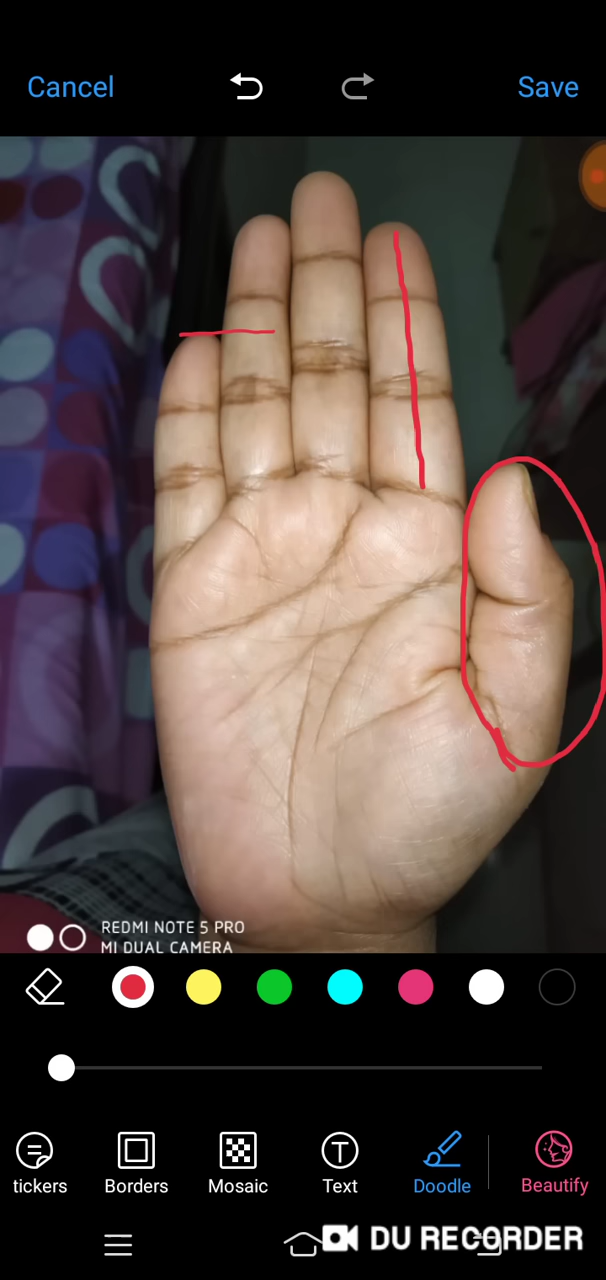 Cancel
Save
REDMI NOTE 5 PRO
MI DUAL CAMERA
tickers
Borders
Mosaic
Text
Doodle
Beautify
DU RECORDER